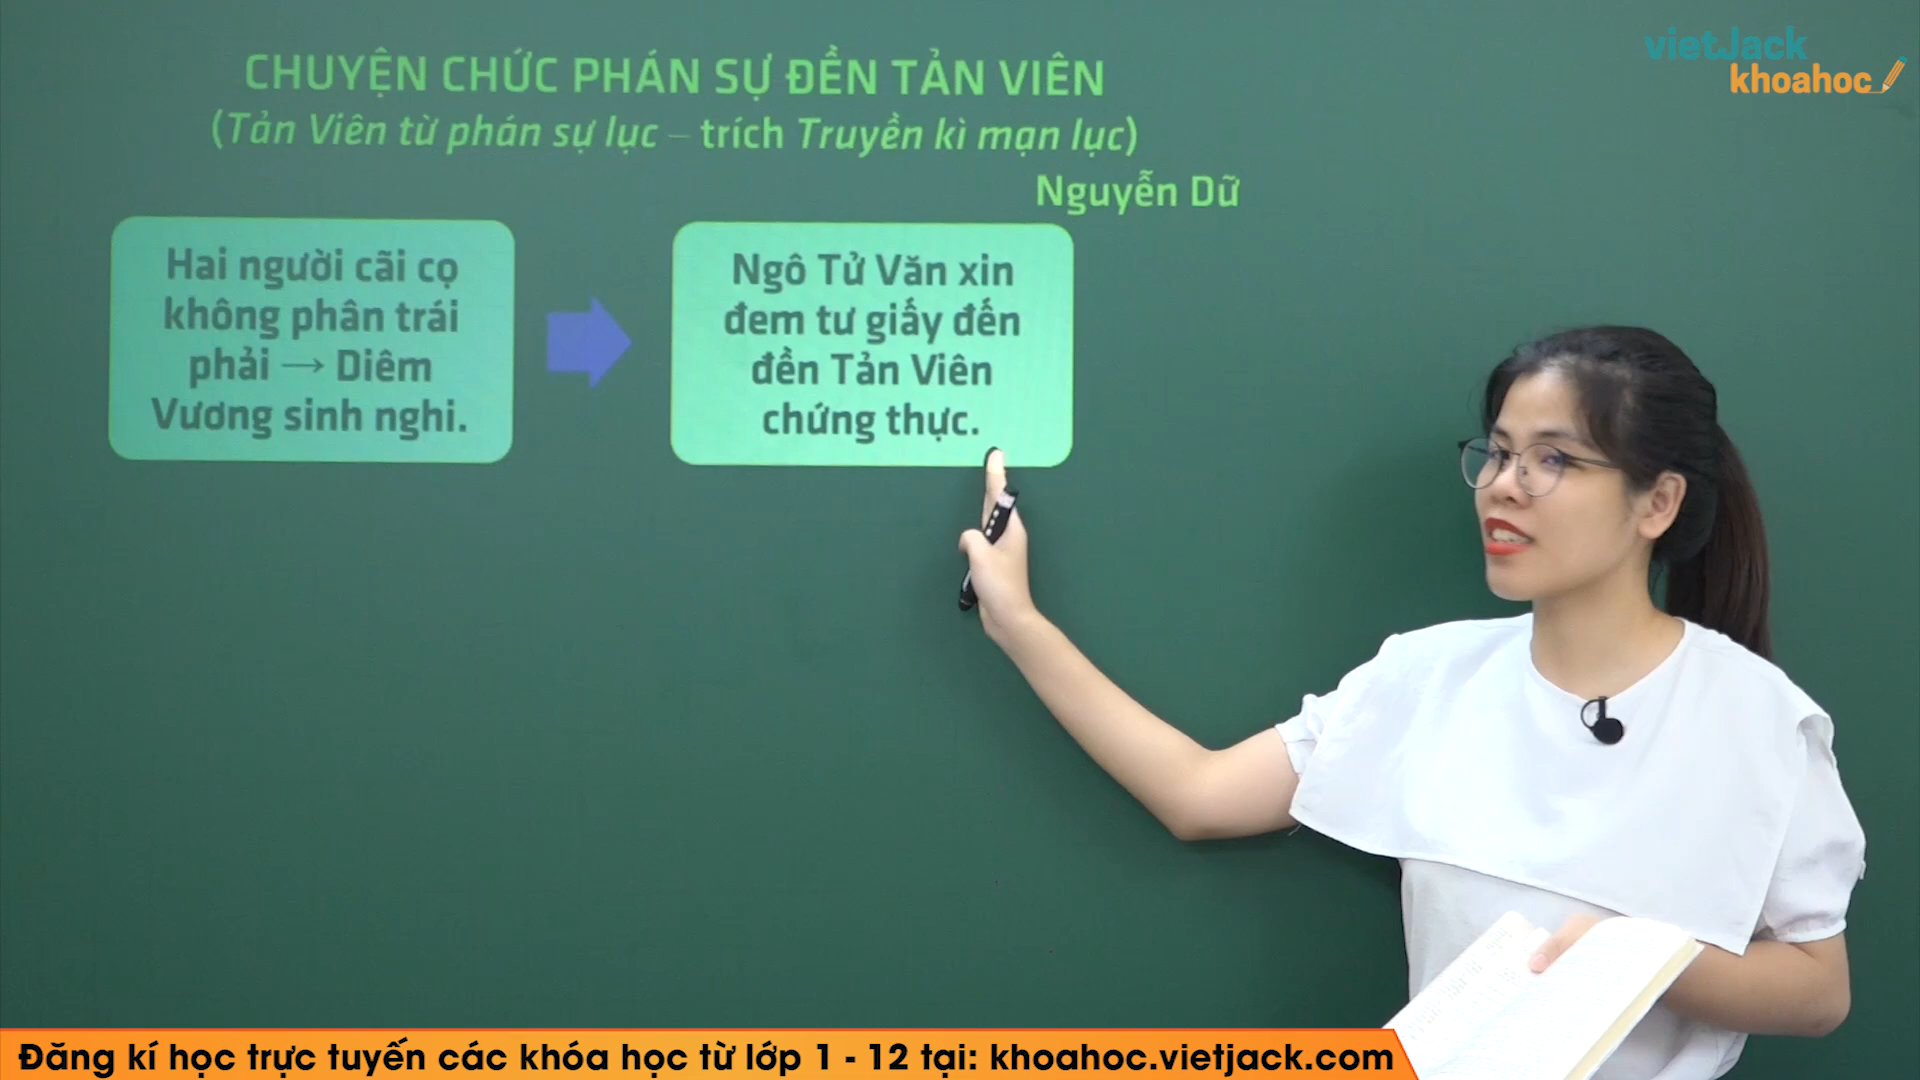 vietJack
khoahoc
CHUYỆN CHỨC PHÁN SỰ ĐỀN TẢN VIÊN
(Tản Viên từ phán sự lục – trích Truyền kì mạn lục)
Nguyễn Dữ
Hai người cãi cọ
không phân trái
phải → Diêm
Vương sinh nghi.
Ngô Tử Văn xin
đem tư giấy đến
đền Tản Viên
chứng thực.
Đăng kí học trực tuyến các khóa học từ lớp 1 - 12 tại: khoahoc.vietjack.com